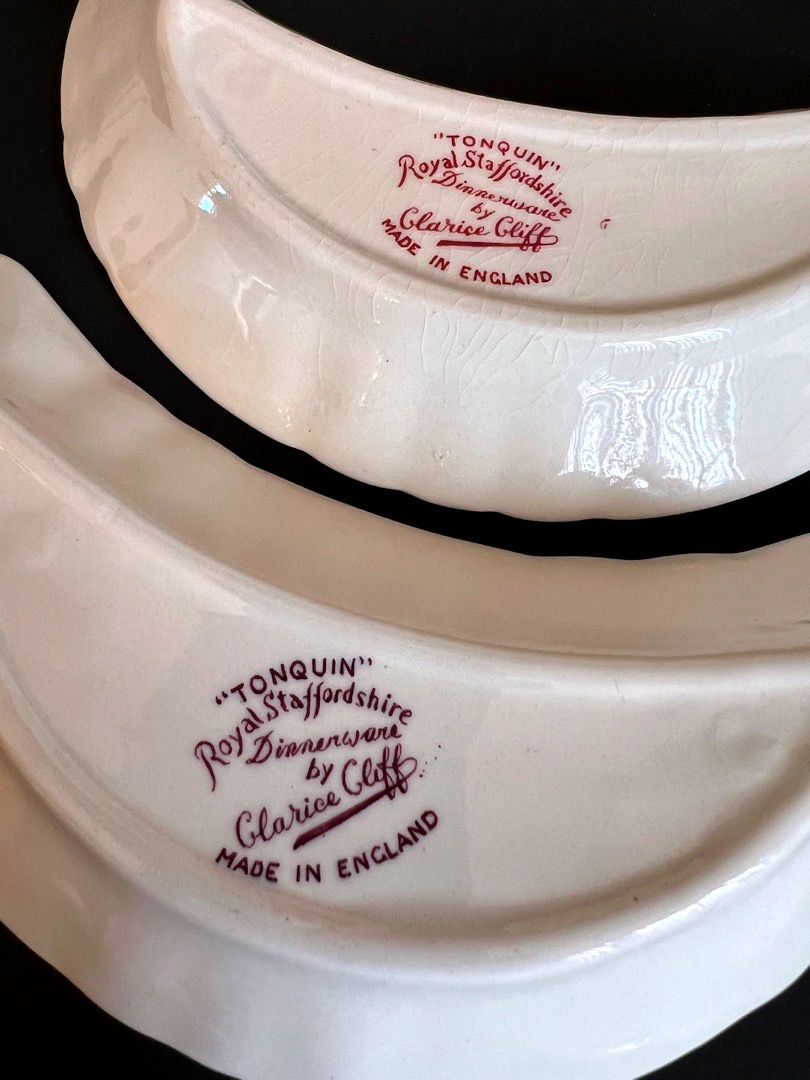 "TONQUIN"
Royal Staffordshire
Dinnerware
by
Clarice Cliff
MADE IN ENGLAND
"TONQUIN"
Royal Staffordshire
Dinnerware
by
Clarice Cliff
MADE IN ENGLAND